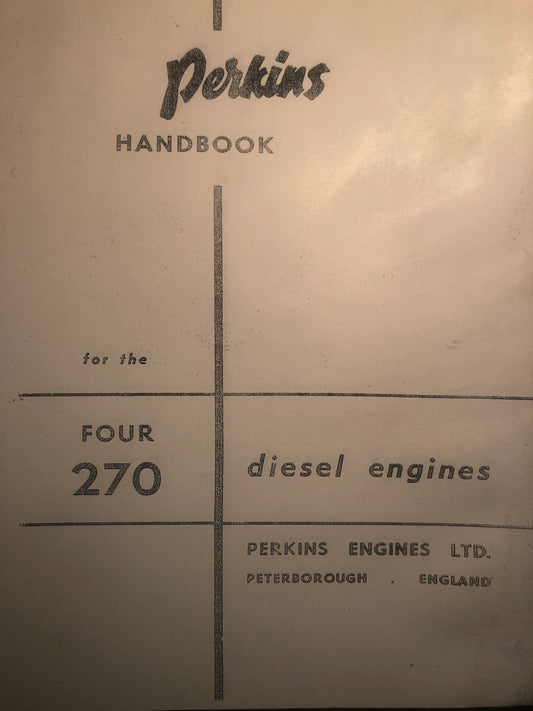 Perkins
HANDBOOK
for the
FOUR
270
diesel engines
PERKINS ENGINES LTD.
PETERBOROUGH . ENGLAND